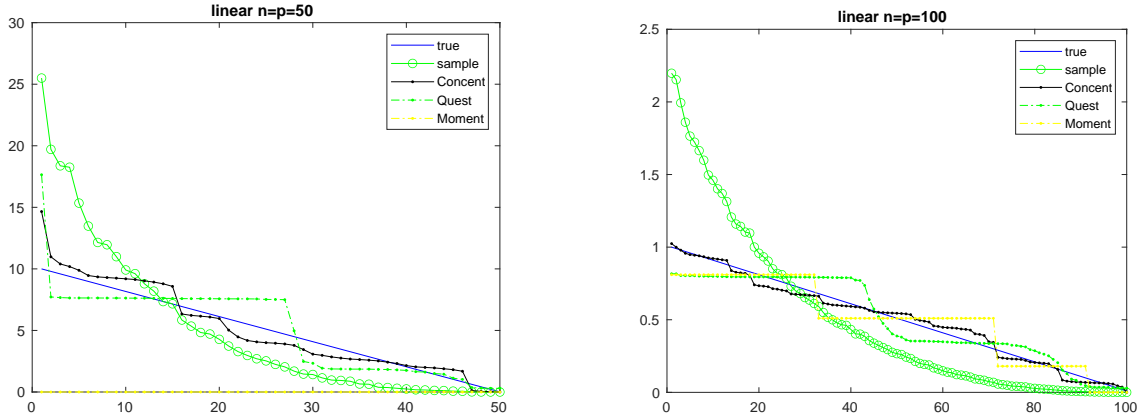 linear n=p=50
30
25
20
15
10
5
0
0 10 20 30 40 50
true
sample
Concent
Quest
Moment
linear n=p=100
2.5
2
1.5
1
0.5
0
0 20 40 60 80 100
true
sample
Concent
Quest
Moment